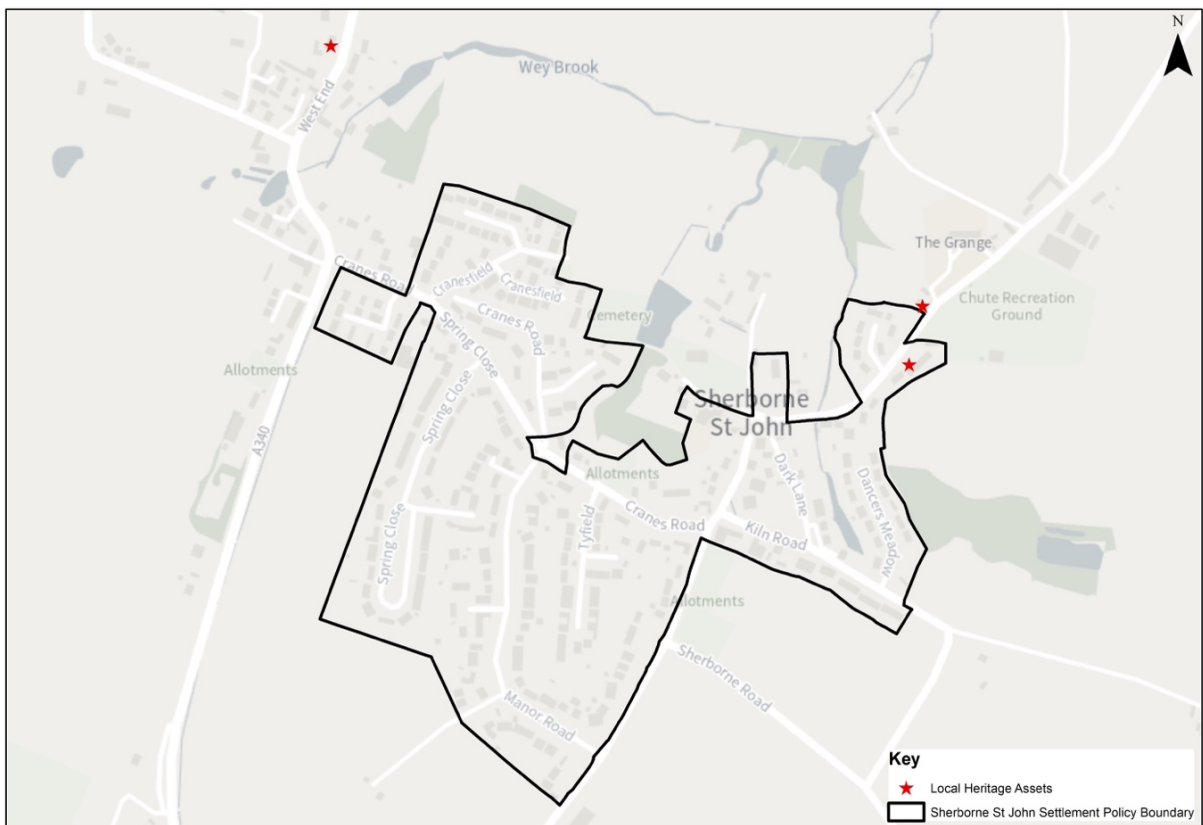 N
Wey Brook
West End
The Grange
Chute Recreation
Ground
Cranes Road
Cranesfield
Cranesfield
Cemetery
Cranes Road
Spring Close
Allotments
Spring Close
Sherborne
St John
A340
Allotments
Dark Lane
Dancers Meadow
Cranes Road
Kiln Road
Tyfield
Spring Close
Allotments
Sherborne Road
Manor Road
Key
Local Heritage Assets
Sherborne St John Settlement Policy Boundary